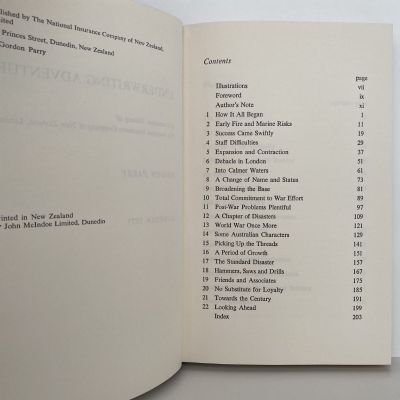 blished by The National Insurance Company of New Zealand,
ited
Princes Street, Dunedin, New Zealand
Gordon Parry
UNDERWRITING ADVENTUR
rinted in New Zealand
John McIndoe Limited, Dunedin
Contents
page
Illustrations vii
Foreword ix
Author's Note xi
1 How It All Began 1
2 Early Fire and Marine Risks 11
3 Success Came Swiftly 19
4 Staff Difficulties 29
5 Expansion and Contraction 37
6 Debacle in London 51
7 Into Calmer Waters 61
8 A Change of Name and Status 73
9 Broadening the Base 81
10 Total Commitment to War Effort 89
11 Post-War Problems Plentiful 97
12 A Chapter of Disasters 109
13 World War Once More 121
14 Some Australian Characters 129
15 Picking Up the Threads 141
16 A Period of Growth 151
17 The Standard Disaster 157
18 Hammers, Saws and Drills 167
19 Friends and Associates 175
20 No Substitute for Loyalty 185
21 Towards the Century 191
22 Looking Ahead 199
Index 203